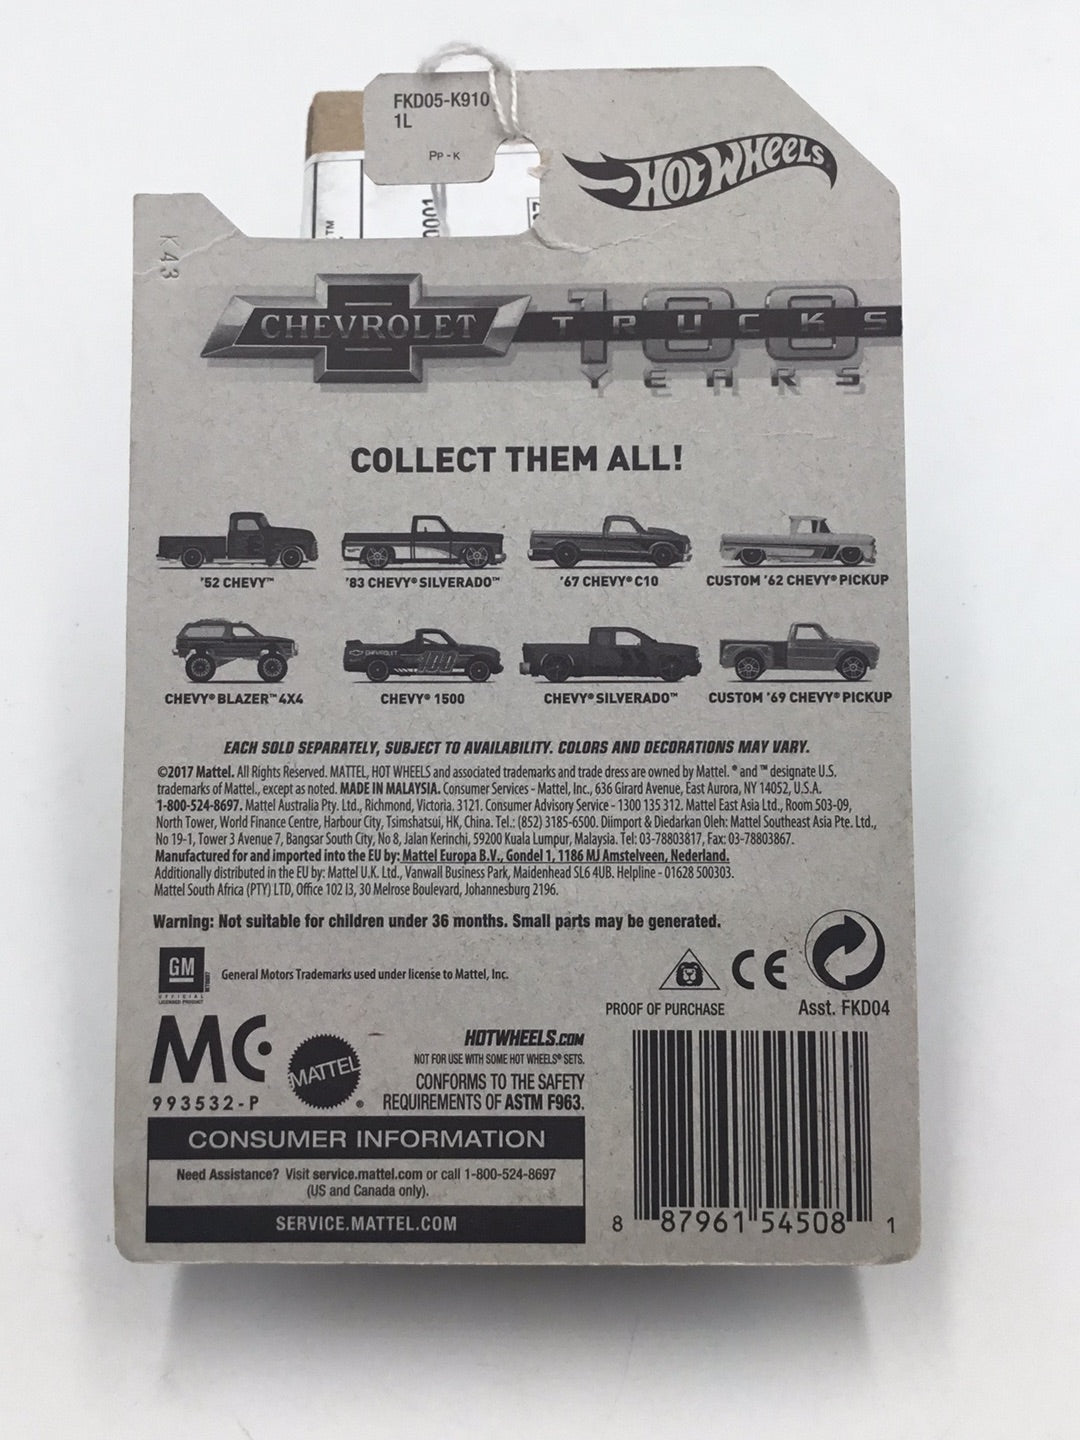 FKD05-K910
1L
PP-K
HOT WHEELS
™
0001
K43
CHEVROLET TRUCKS
100
YEARS
COLLECT THEM ALL!
'52 CHEVY™ '83 CHEVY® SILVERADO™ '67 CHEVY® C10 CUSTOM '62 CHEVY® PICKUP
CHEVROLET 100
CHEVY® BLAZER™ 4X4 CHEVY® 1500 CHEVY® SILVERADO™ CUSTOM '69 CHEVY® PICKUP
EACH SOLD SEPARATELY, SUBJECT TO AVAILABILITY. COLORS AND DECORATIONS MAY VARY.
©2017 Mattel. All Rights Reserved. MATTEL, HOT WHEELS and associated trademarks and trade dress are owned by Mattel. ® and ™ designate U.S.
trademarks of Mattel., except as noted. MADE IN MALAYSIA. Consumer Services - Mattel, Inc., 636 Girard Avenue, East Aurora, NY 14052, U.S.A.
1-800-524-8697. Mattel Australia Pty. Ltd., Richmond, Victoria. 3121. Consumer Advisory Service - 1300 135 312. Mattel East Asia Ltd., Room 503-09,
North Tower, World Finance Centre, Harbour City, Tsimshatsui, HK, China. Tel.: (852) 3185-6500. Diimport & Diedarkan Oleh: Mattel Southeast Asia Pte. Ltd.,
No 19-1, Tower 3 Avenue 7, Bangsar South City, No 8, Jalan Kerinchi, 59200 Kuala Lumpur, Malaysia. Tel: 03-78803817, Fax: 03-78803867.
Manufactured for and imported into the EU by: Mattel Europa B.V., Gondel 1, 1186 MJ Amstelveen, Nederland.
Additionally distributed in the EU by: Mattel U.K. Ltd., Vanwall Business Park, Maidenhead SL6 4UB. Helpline - 01628 500303.
Mattel South Africa (PTY) LTD, Office 102 I3, 30 Melrose Boulevard, Johannesburg 2196.
Warning: Not suitable for children under 36 months. Small parts may be generated.
GM
OFFICIAL
LICENSED PRODUCT
General Motors Trademarks used under license to Mattel, Inc.
CE
PROOF OF PURCHASE Asst. FKD04
MC
993532-P
MATTEL®
HOTWHEELS.COM
NOT FOR USE WITH SOME HOT WHEELS® SETS.
CONFORMS TO THE SAFETY
REQUIREMENTS OF ASTM F963.
CONSUMER INFORMATION
Need Assistance? Visit service.mattel.com or call 1-800-524-8697
(US and Canada only).
SERVICE.MATTEL.COM
8 87961 54508 1